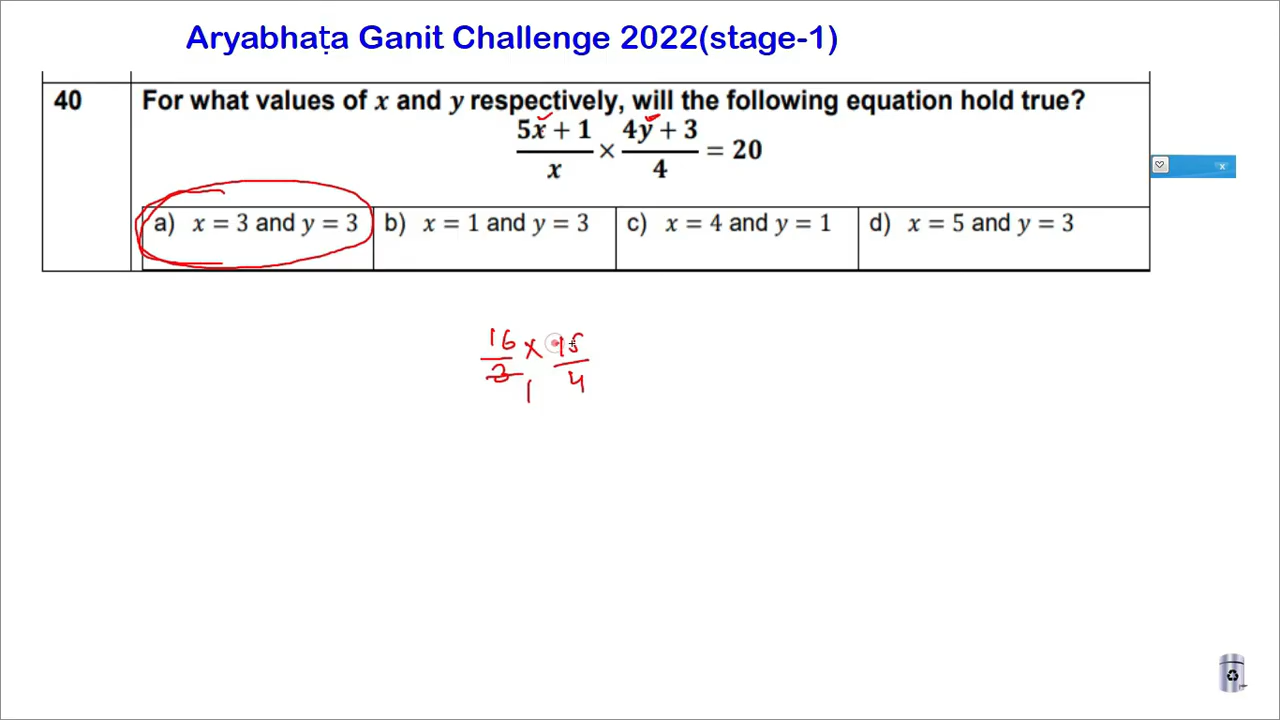 Aryabhaṭa Ganit Challenge 2022(stage-1)
40 For what values of x and y respectively, will the following equation hold true?
5x + 1 / x × 4y + 3 / 4 = 20
a) x = 3 and y = 3 b) x = 1 and y = 3 c) x = 4 and y = 1 d) x = 5 and y = 3
16 / 3 × 15 / 4
1